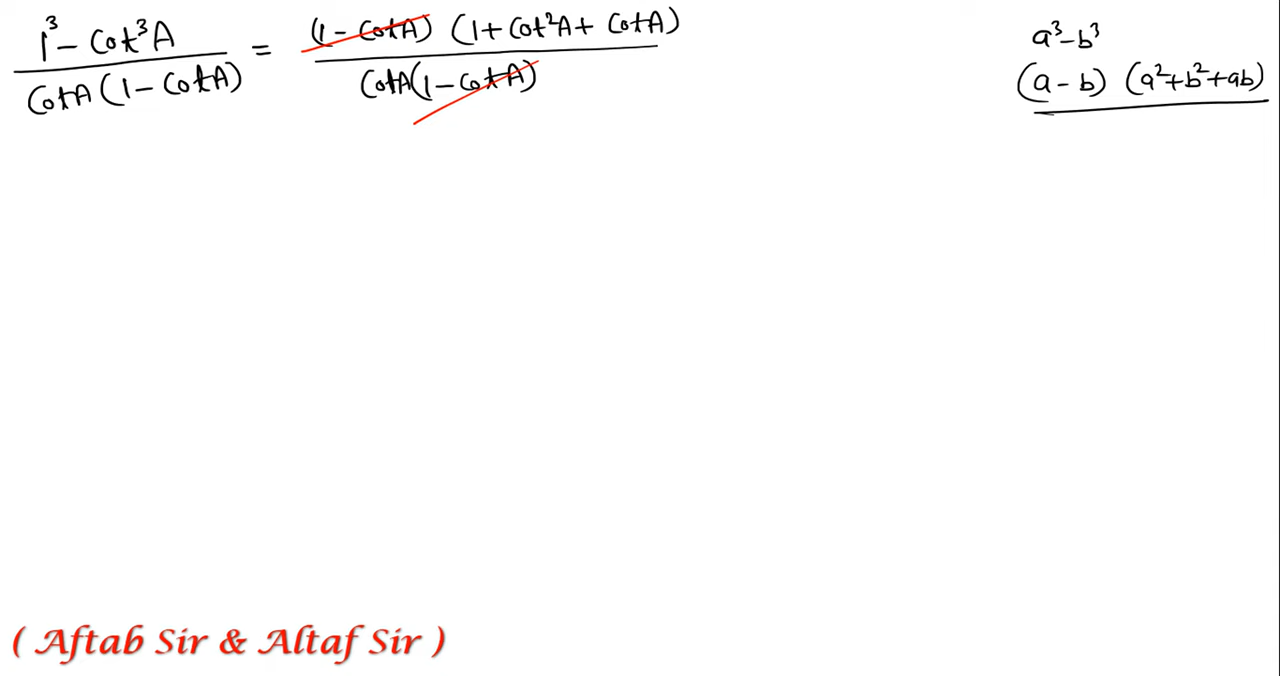 1³ - Cot³A / CotA(1 - CotA) = (1 - CotA) (1 + Cot²A + CotA) / CotA(1 - CotA)
a³-b³
(a - b) (a²+b²+ab)
( Aftab Sir & Altaf Sir )